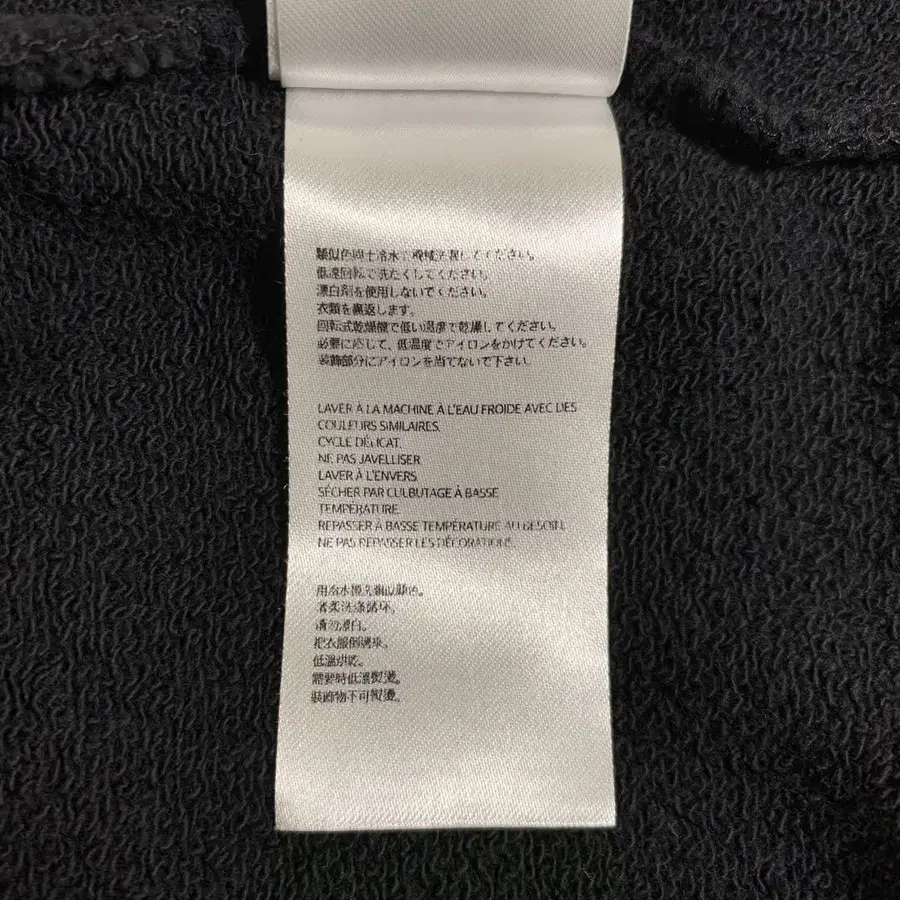 類似色同士冷水で機械洗濯してください。
低速回転で洗たくしてください。
漂白剤を使用しないでください。
衣類を裏返します。
回転式乾燥機で低い温度で乾燥してください。
必要に応じて、低温度でアイロンをかけてください。
装飾部分にアイロンを当てないで下さい。
LAVER À LA MACHINE À L'EAU FROIDE AVEC DES
COULEURS SIMILAIRES.
CYCLE DÉLICAT.
NE PAS JAVELLISER
LAVER À L'ENVERS
SÉCHER PAR CULBUTAGE À BASSE
TEMPÉRATURE
REPASSER À BASSE TEMPÉRATURE AU BESOIN.
NE PAS REPASSER LES DÉCORATIONS.
用冷水機洗
柔洗滌循环。
請勿漂白。
把衣服倒過來。
低溫烘乾。
需要時低溫熨燙。
裝飾物不可熨燙。